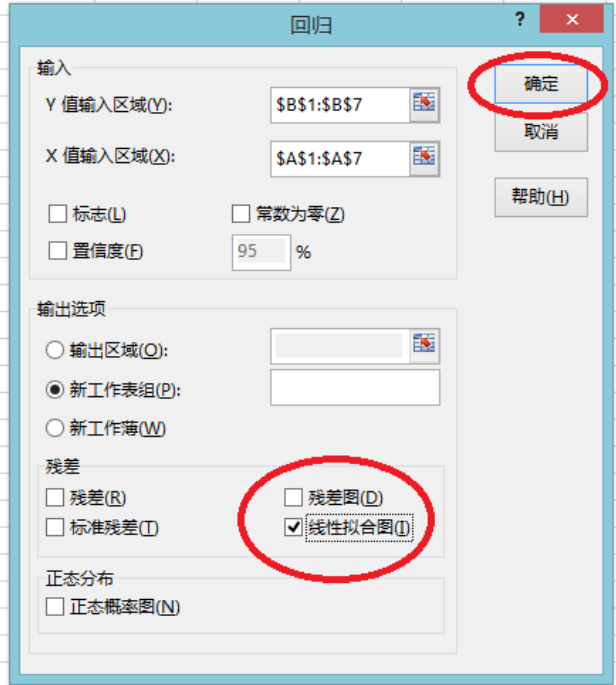 回归
?
×
输入
Y 值输入区域(Y):
$B$1:$B$7
X 值输入区域(X):
$A$1:$A$7
标志(L)
常数为零(Z)
置信度(F)
95
%
确定
取消
帮助(H)
输出选项
输出区域(O):
新工作表组(P):
新工作薄(W)
残差
残差(R)
残差图(D)
标准残差(T)
线性拟合图(I)
正态分布
正态概率图(N)